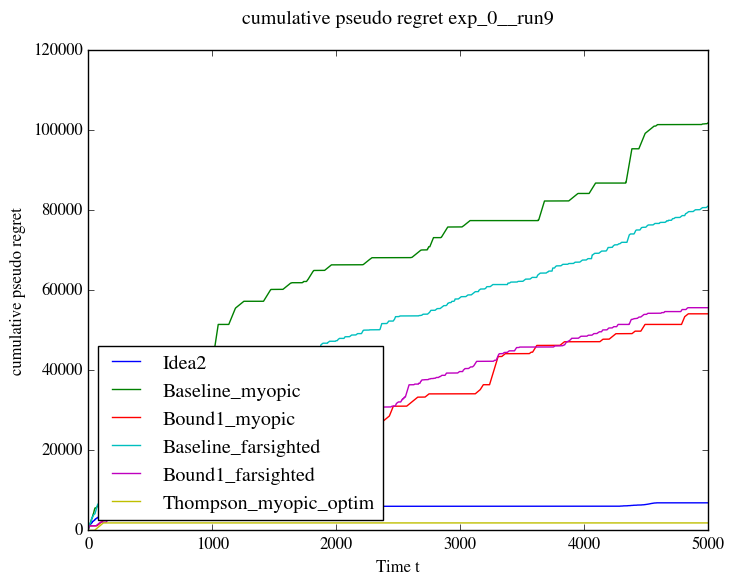 cumulative pseudo regret exp_0__run9
120000
100000
80000
60000
40000
20000
0
cumulative pseudo regret
Idea2
Baseline_myopic
Bound1_myopic
Baseline_farsighted
Bound1_farsighted
Thompson_myopic_optim
0 1000 2000 3000 4000 5000
Time t